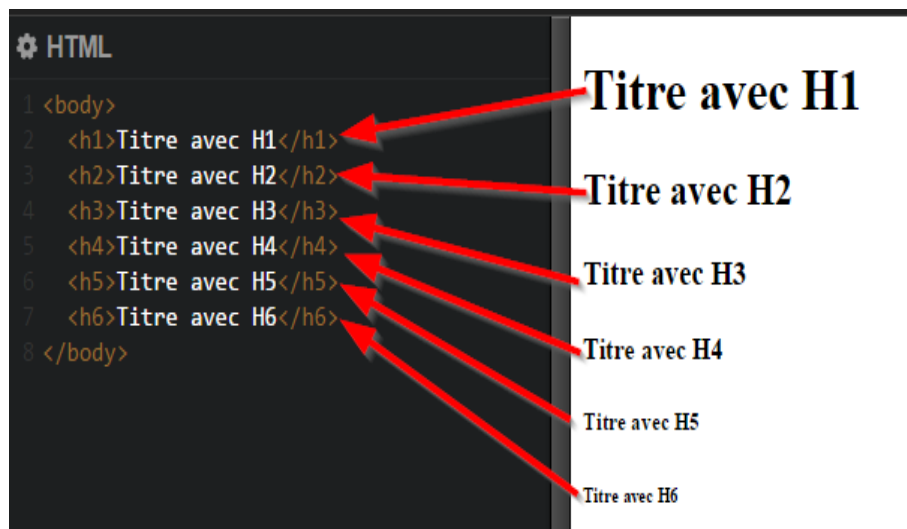 HTML
1 <body>
2 <h1>Titre avec H1</h1>
3 <h2>Titre avec H2</h2>
4 <h3>Titre avec H3</h3>
5 <h4>Titre avec H4</h4>
6 <h5>Titre avec H5</h5>
7 <h6>Titre avec H6</h6>
8 </body>
Titre avec H1
Titre avec H2
Titre avec H3
Titre avec H4
Titre avec H5
Titre avec H6